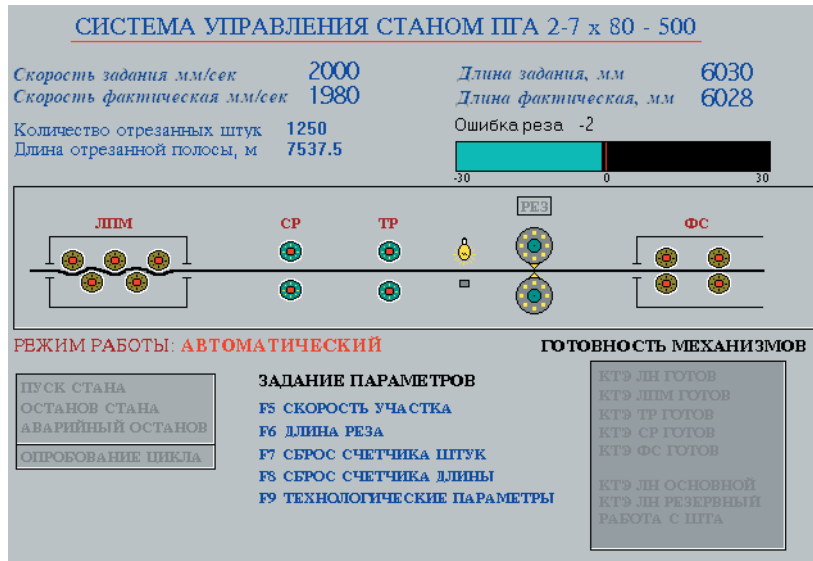 СИСТЕМА УПРАВЛЕНИЯ СТАНОМ ПГА 2-7 x 80 - 500
Скорость задания мм/сек 2000
Скорость фактическая мм/сек 1980
Длина задания, мм 6030
Длина фактическая, мм 6028
Количество отрезанных штук 1250
Длина отрезанной полосы, м 7537.5
Ошибка реза -2
-30 0 30
РЕЗ
ЛПМ СР ТР ФС
РЕЖИМ РАБОТЫ: АВТОМАТИЧЕСКИЙ
ГОТОВНОСТЬ МЕХАНИЗМОВ
ПУСК СТАНА
ОСТАНОВ СТАНА
АВАРИЙНЫЙ ОСТАНОВ
ОПРОБОВАНИЕ ЦИКЛА
ЗАДАНИЕ ПАРАМЕТРОВ
F5 СКОРОСТЬ УЧАСТКА
F6 ДЛИНА РЕЗА
F7 СБРОС СЧЕТЧИКА ШТУК
F8 СБРОС СЧЕТЧИКА ДЛИНЫ
F9 ТЕХНОЛОГИЧЕСКИЕ ПАРАМЕТРЫ
КТЭ ЛН ГОТОВ
КТЭ ЛПМ ГОТОВ
КТЭ ТР ГОТОВ
КТЭ СР ГОТОВ
КТЭ ФС ГОТОВ
КТЭ ЛН ОСНОВНОЙ
КТЭ ЛН РЕЗЕРВНЫЙ
РАБОТА С ШТА